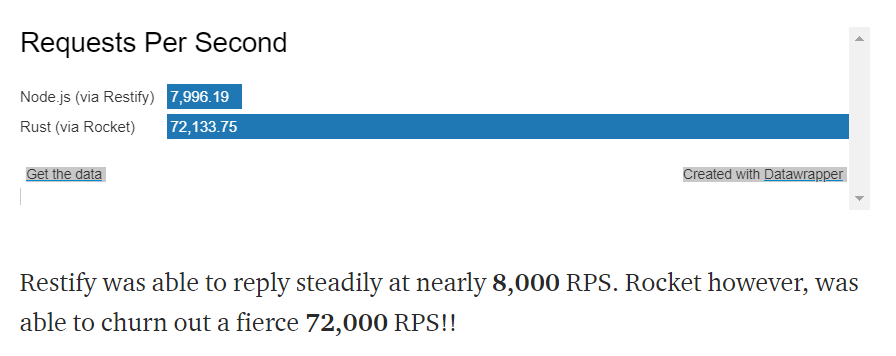 Requests Per Second
Node.js (via Restify) 7,996.19
Rust (via Rocket) 72,133.75
Get the data Created with Datawrapper
Restify was able to reply steadily at nearly 8,000 RPS. Rocket however, was
able to churn out a fierce 72,000 RPS!!